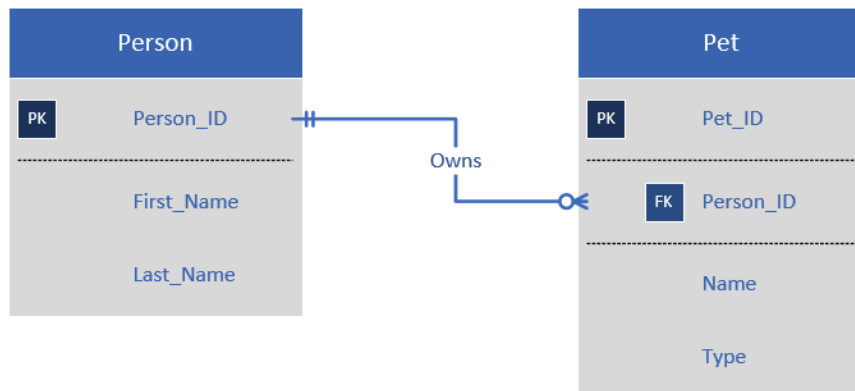 Person
PK Person_ID
First_Name
Last_Name
Owns
Pet
PK Pet_ID
FK Person_ID
Name
Type